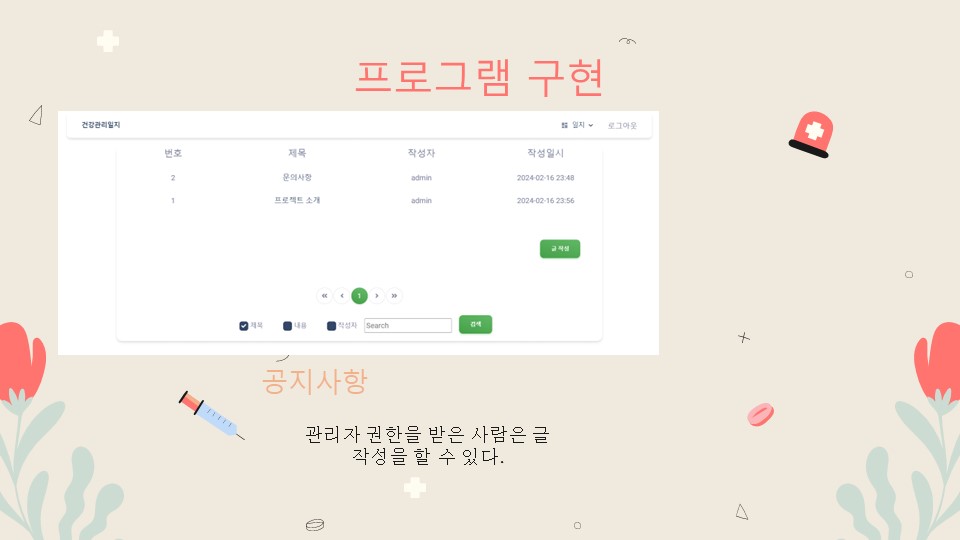 프로그램 구현
건강관리일지 일지 로그아웃
번호 제목 작성자 작성일시
2 문의사항 admin 2024-02-16 23:48
1 프로젝트 소개 admin 2024-02-16 23:56
글 작성
« ‹ 1 › »
제목 내용 작성자 Search 검색
공지사항
관리자 권한을 받은 사람은 글
작성을 할 수 있다.